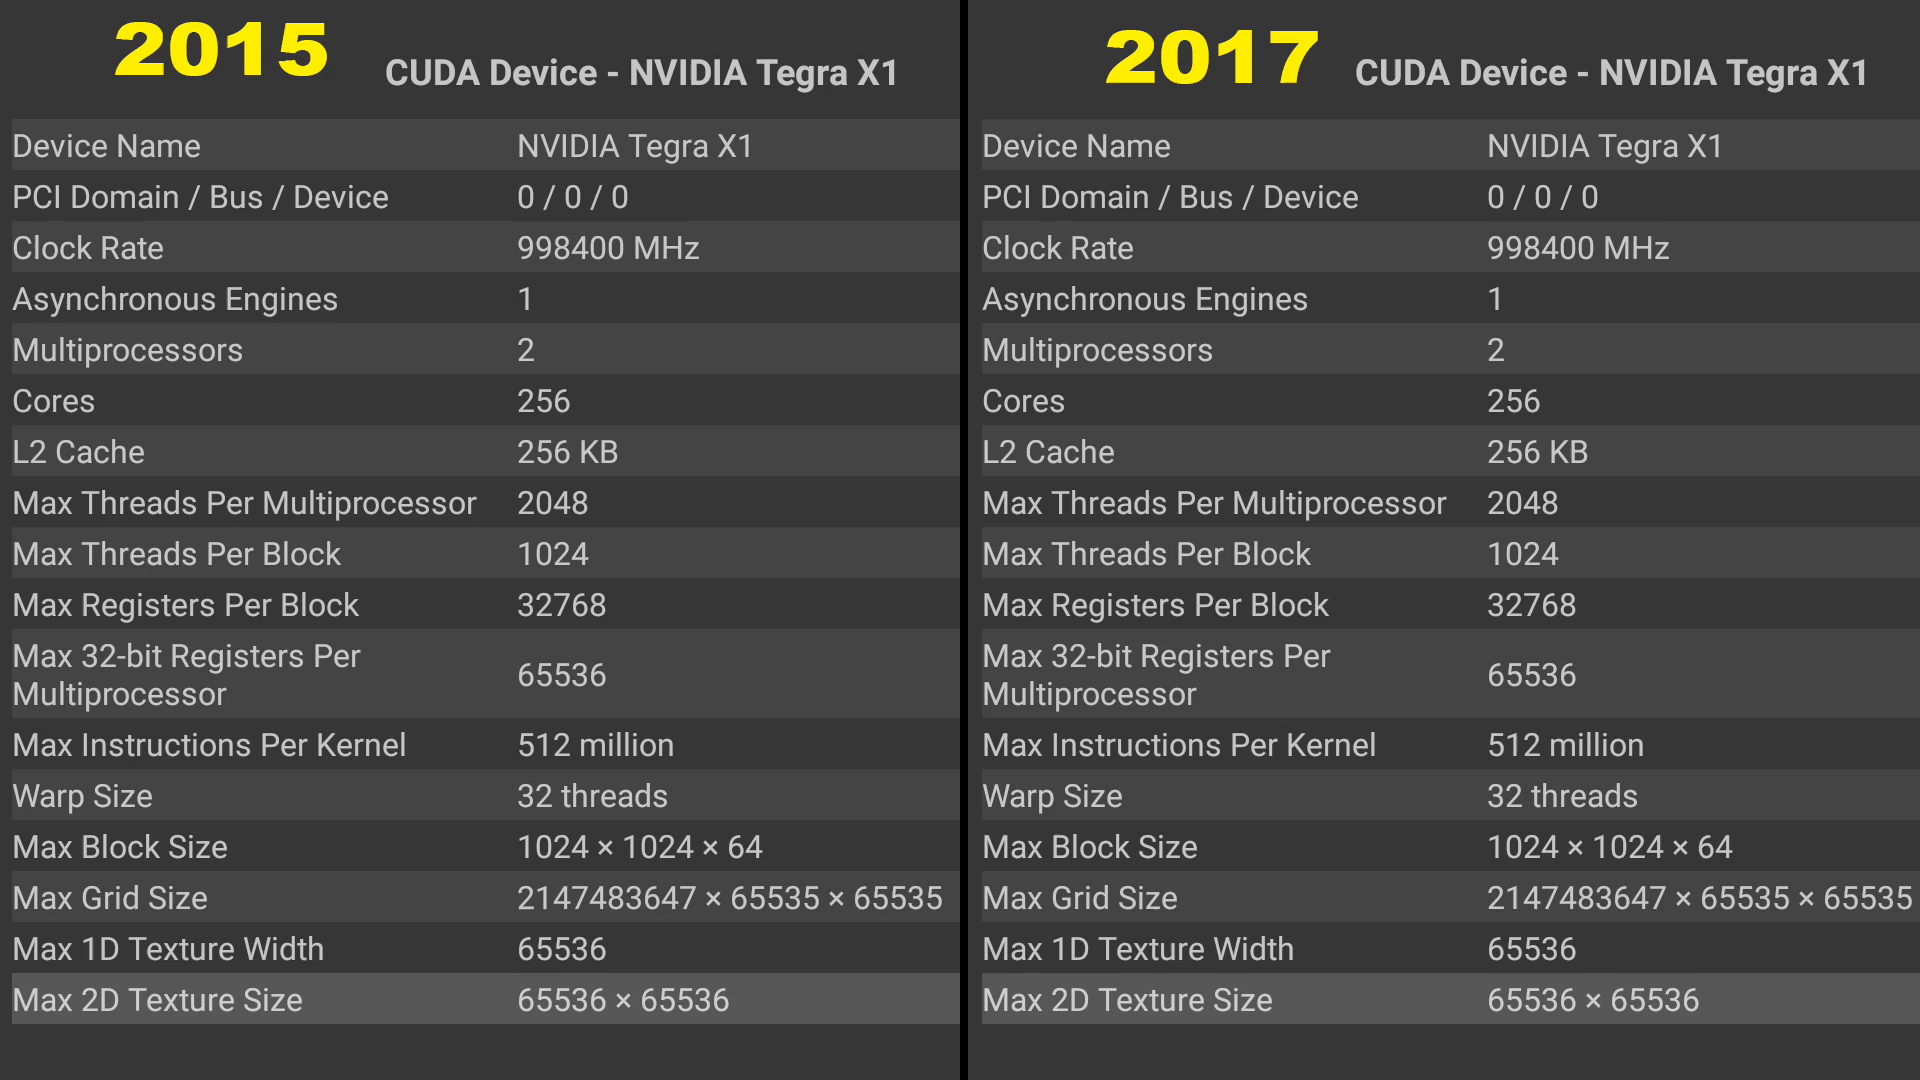 2015 CUDA Device - NVIDIA Tegra X1
Device Name NVIDIA Tegra X1
PCI Domain / Bus / Device 0 / 0 / 0
Clock Rate 998400 MHz
Asynchronous Engines 1
Multiprocessors 2
Cores 256
L2 Cache 256 KB
Max Threads Per Multiprocessor 2048
Max Threads Per Block 1024
Max Registers Per Block 32768
Max 32-bit Registers Per
Multiprocessor 65536
Max Instructions Per Kernel 512 million
Warp Size 32 threads
Max Block Size 1024 × 1024 × 64
Max Grid Size 2147483647 × 65535 × 65535
Max 1D Texture Width 65536
Max 2D Texture Size 65536 × 65536
2017 CUDA Device - NVIDIA Tegra X1
Device Name NVIDIA Tegra X1
PCI Domain / Bus / Device 0 / 0 / 0
Clock Rate 998400 MHz
Asynchronous Engines 1
Multiprocessors 2
Cores 256
L2 Cache 256 KB
Max Threads Per Multiprocessor 2048
Max Threads Per Block 1024
Max Registers Per Block 32768
Max 32-bit Registers Per
Multiprocessor 65536
Max Instructions Per Kernel 512 million
Warp Size 32 threads
Max Block Size 1024 × 1024 × 64
Max Grid Size 2147483647 × 65535 × 65535
Max 1D Texture Width 65536
Max 2D Texture Size 65536 × 65536